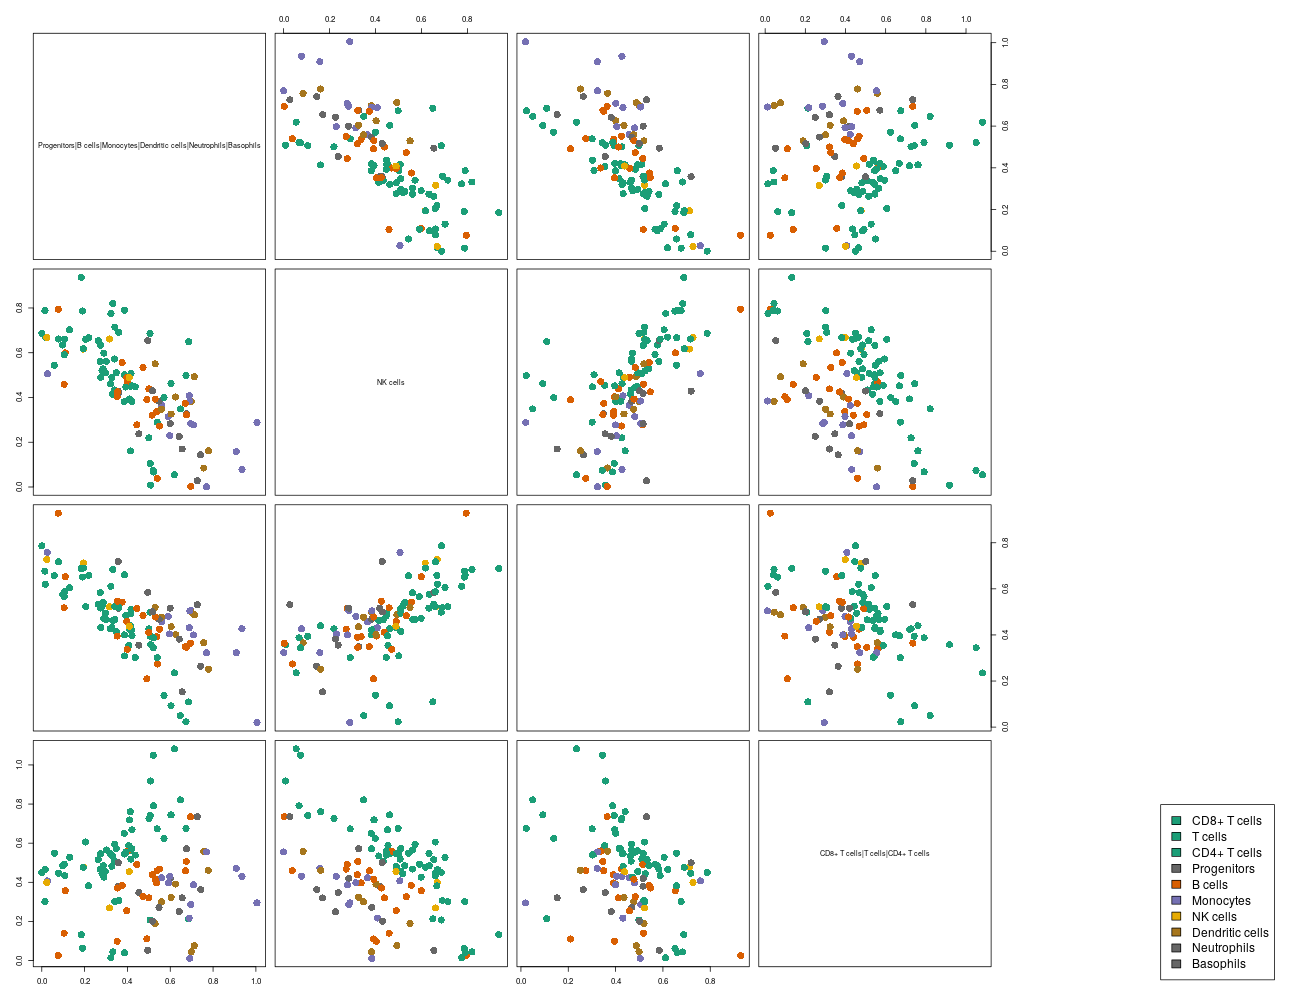 0.0 0.2 0.4 0.6 0.8
0.0 0.2 0.4 0.6 0.8 1.0
Progenitors|B cells|Monocytes|Dendritic cells|Neutrophils|Basophils
0.0 0.2 0.4 0.6 0.8 1.0
0.0 0.2 0.4 0.6 0.8
NK cells
0.0 0.2 0.4 0.6 0.8
0.0 0.2 0.4 0.6 0.8 1.0
CD8+ T cells|T cells|CD4+ T cells
0.0 0.2 0.4 0.6 0.8 1.0
0.0 0.2 0.4 0.6 0.8
CD8+ T cells
T cells
CD4+ T cells
Progenitors
B cells
Monocytes
NK cells
Dendritic cells
Neutrophils
Basophils